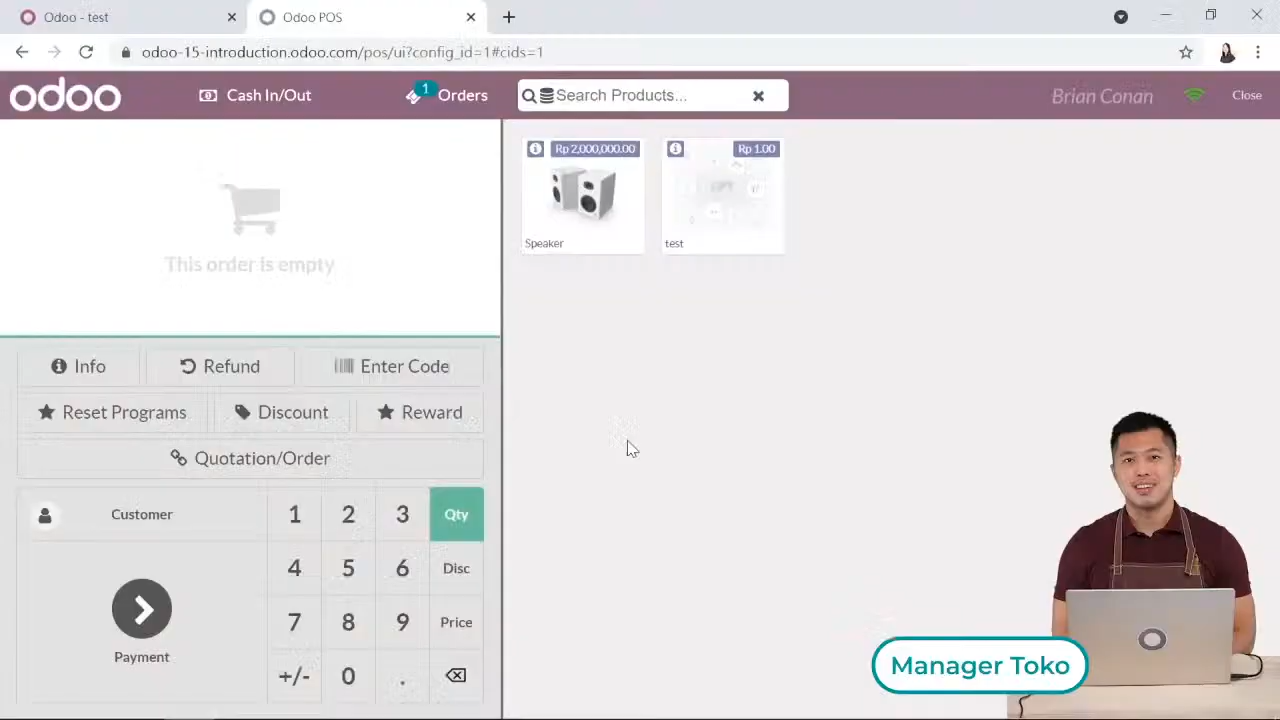 Odoo - test
Odoo POS
odoo-15-introduction.odoo.com/pos/ui?config_id=1#cids=1
odoo
Cash In/Out
1
Orders
Search Products...
Brian Conan
Close
This order is empty
Rp 2,000,000.00
Speaker
Rp 1.00
test
Info
Refund
Enter Code
Reset Programs
Discount
Reward
Quotation/Order
Customer
1 2 3 Qty
4 5 6 Disc
7 8 9 Price
+/- 0 .
Payment
Manager Toko